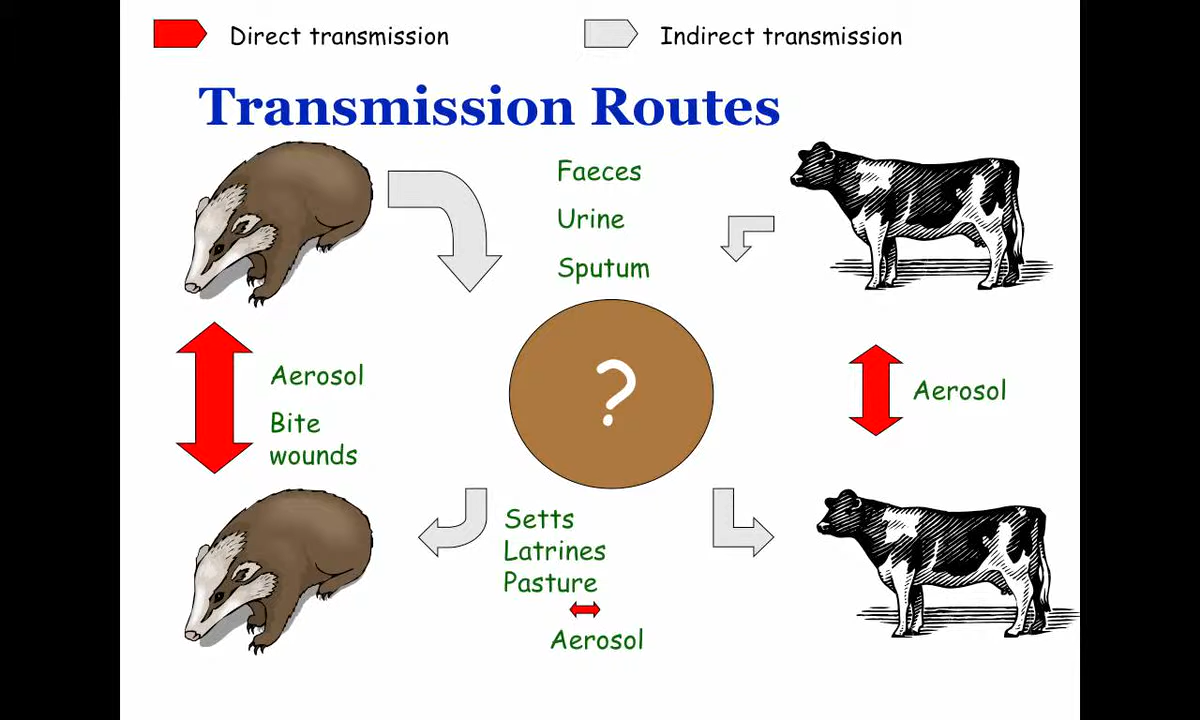 Direct transmission
Indirect transmission
Transmission Routes
Faeces
Urine
Sputum
?
Aerosol
Bite
wounds
Aerosol
Setts
Latrines
Pasture
Aerosol